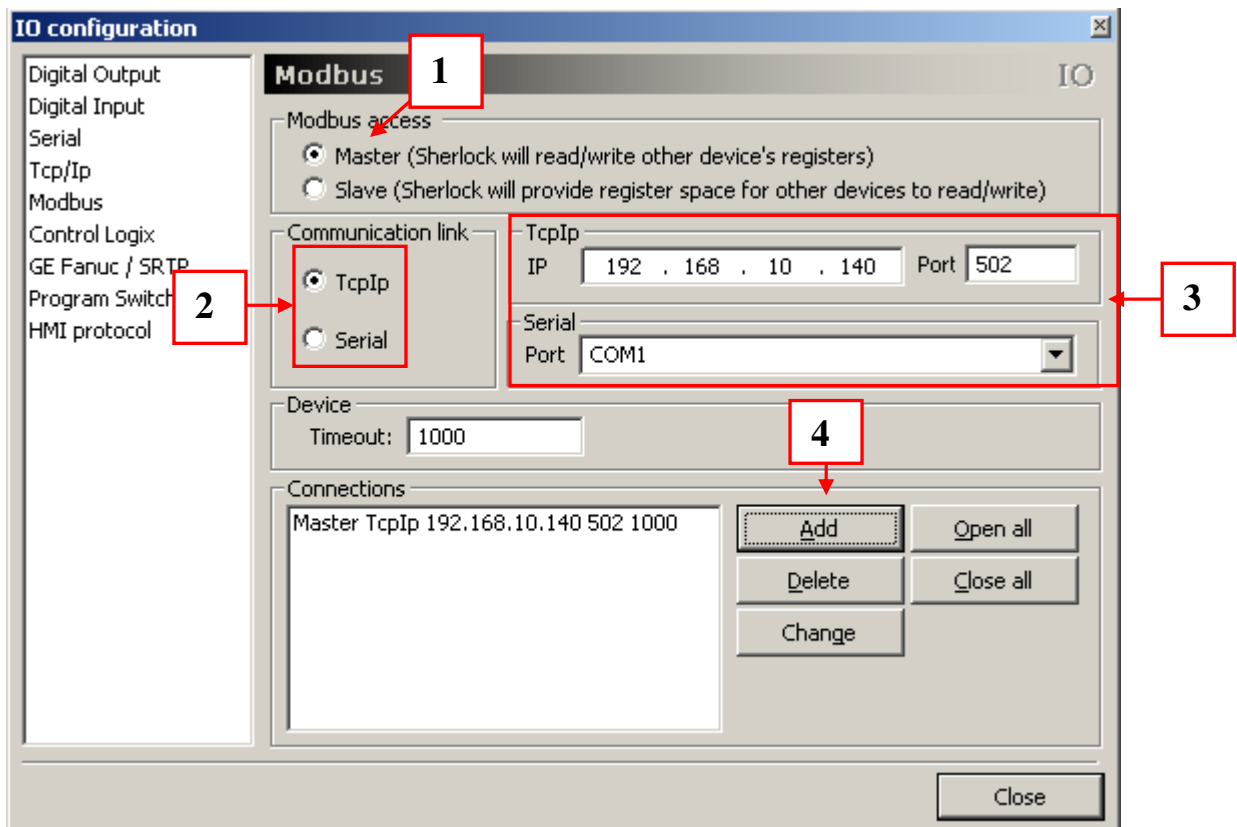 IO configuration
Digital Output
Digital Input
Serial
Tcp/Ip
Modbus
Control Logix
GE Fanuc / SRTP
Program Switch
HMI protocol
Modbus
1
IO
Modbus access
Master (Sherlock will read/write other device's registers)
Slave (Sherlock will provide register space for other devices to read/write)
Communication link
2
TcpIp
Serial
TcpIp
IP 192 . 168 . 10 . 140 Port 502
3
Serial
Port COM1
Device
Timeout: 1000
4
Connections
Master TcpIp 192.168.10.140 502 1000
Add Open all
Delete Close all
Change
Close